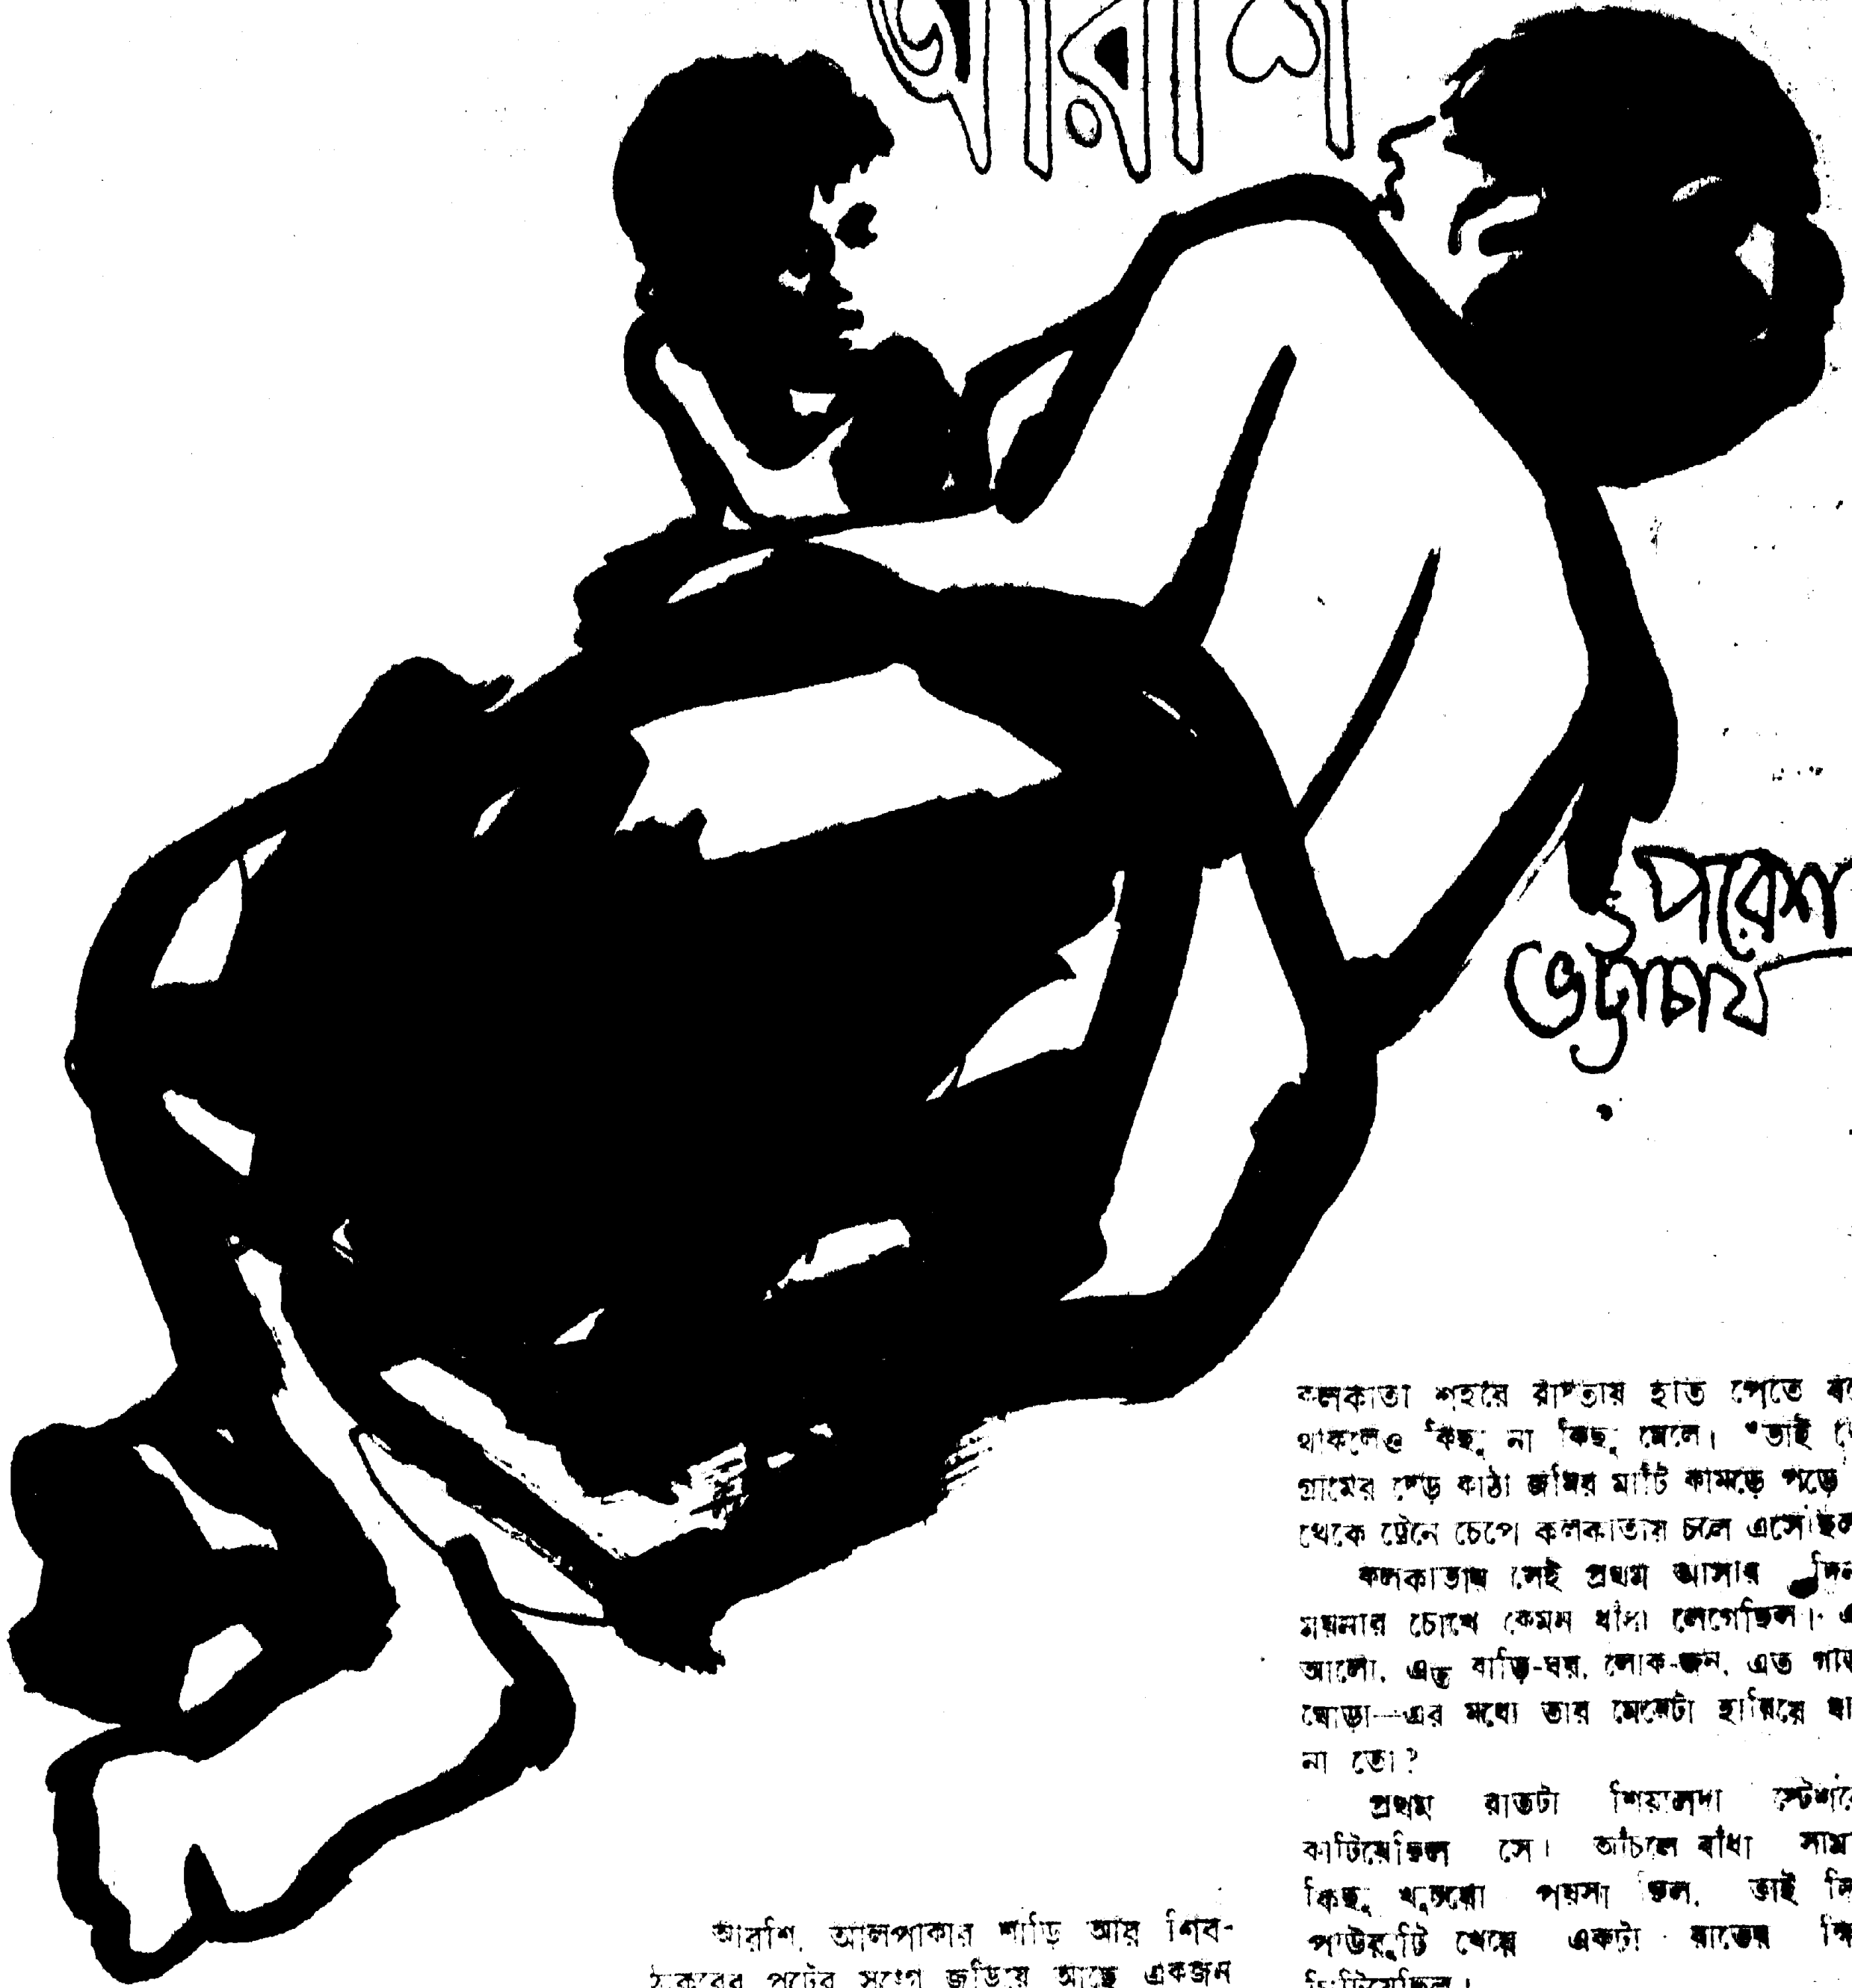 আরশি
পরেশ
ভট্টাচার্য
আরশি, আলপাকার শাড়ি আর শিব-
ঠাকুরের পটের সঙ্গে জড়িয়ে আছে একজন
কলকাতা শহরে রাস্তায় হাত পেতে
থাকলেও কিছু না কিছু মেলে। তাই
গ্রামের দেড় কাঠা জমির মাটি কামড়ে পড়ে
থেকে ট্রেনে চেপে কলকাতায় চলে
কলকাতায় সেই প্রথম আসার
ময়নার চোখে কেমন ধাঁধা লেগেছিল।
আলো, এত বাড়ি-ঘর, লোক-জন, এত
ঘোড়া—এর মধ্যে তার মেয়েটা হারিয়ে
না তো?
প্রথম রাতটা শিয়ালদা
কাটিয়েছিল সে। আঁচলে বাঁধা
কিছু খুচরো পয়সা ছিল, তাই
পাউরুটি খেয়ে একটা রাতের
মিটিয়েছিল।